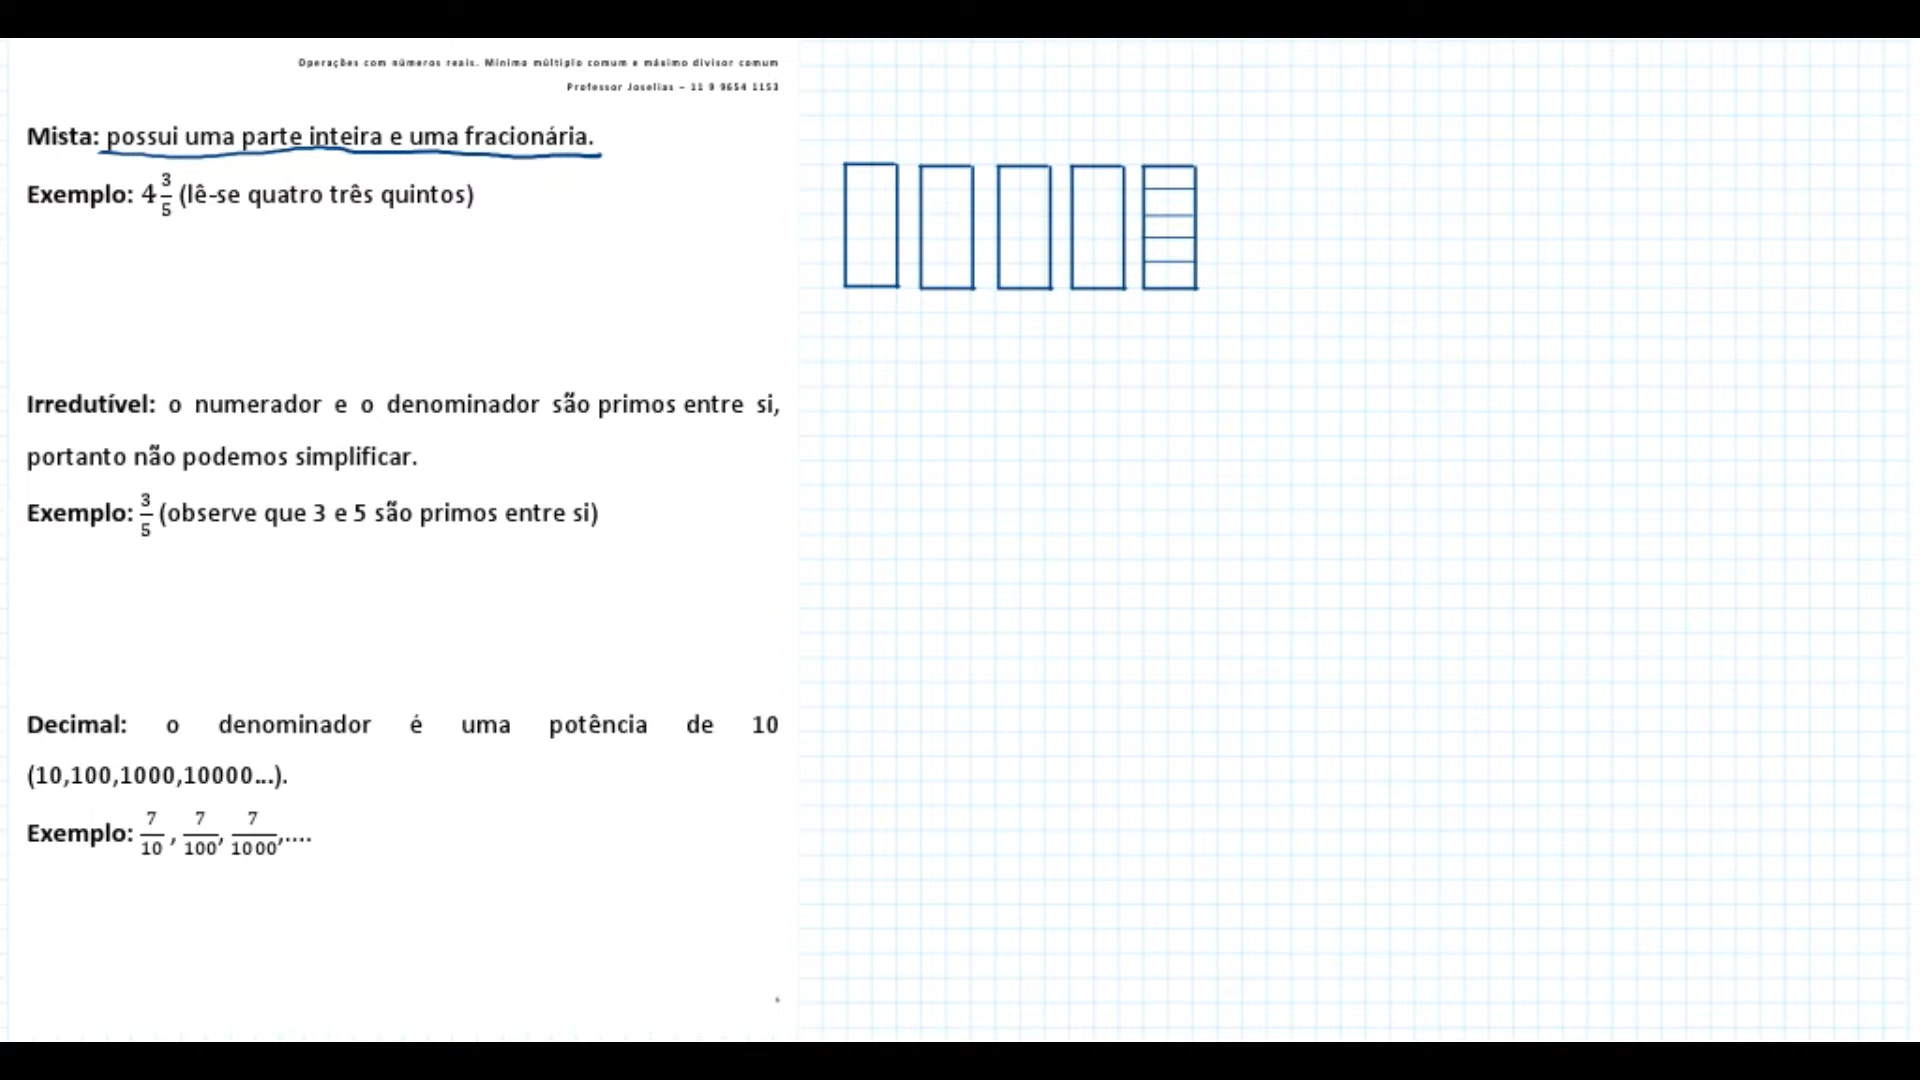 Operações com números reais. Mínimo múltiplo comum e máximo divisor comum
Professor Joselias – 11 9 9654 1153
Mista: possui uma parte inteira e uma fracionária.
Exemplo: 4 3/5 (lê-se quatro três quintos)
Irredutível: o numerador e o denominador são primos entre si,
portanto não podemos simplificar.
Exemplo: 3/5 (observe que 3 e 5 são primos entre si)
Decimal: o denominador é uma potência de 10
(10,100,1000,10000...).
Exemplo: 7/10 , 7/100, 7/1000,....